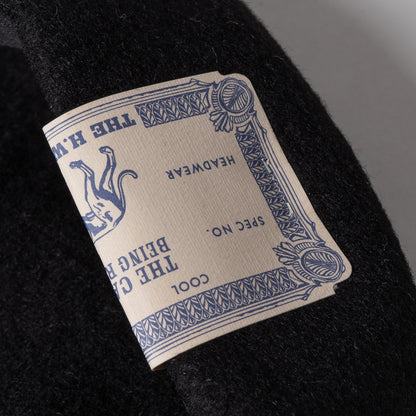 COOL
THE CA
BEING
SPEC NO.
HEADWEAR
THE H.W